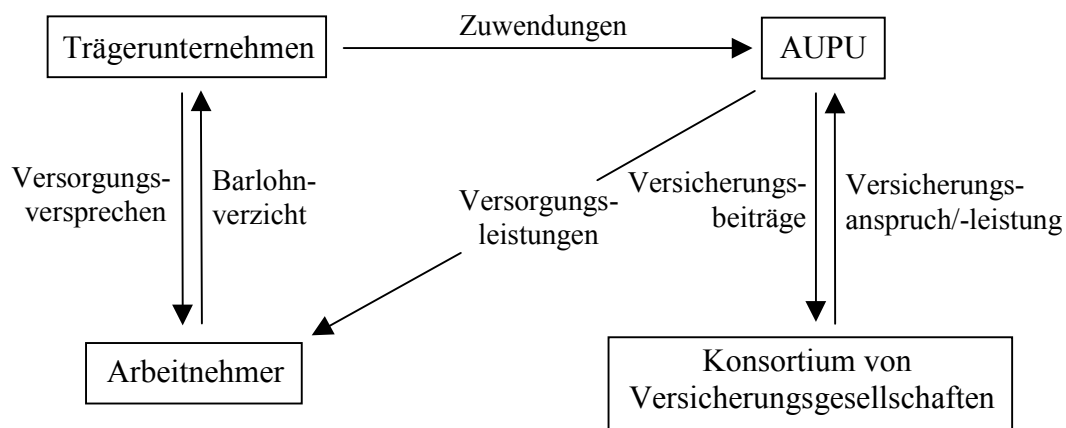 Zuwendungen
Trägerunternehmen
AUPU
Versorgungs-
versprechen
Barlohn-
verzicht
Versorgungs-
leistungen
Versicherungs-
beiträge
Versicherungs-
anspruch/-leistung
Arbeitnehmer
Konsortium von
Versicherungsgesellschaften